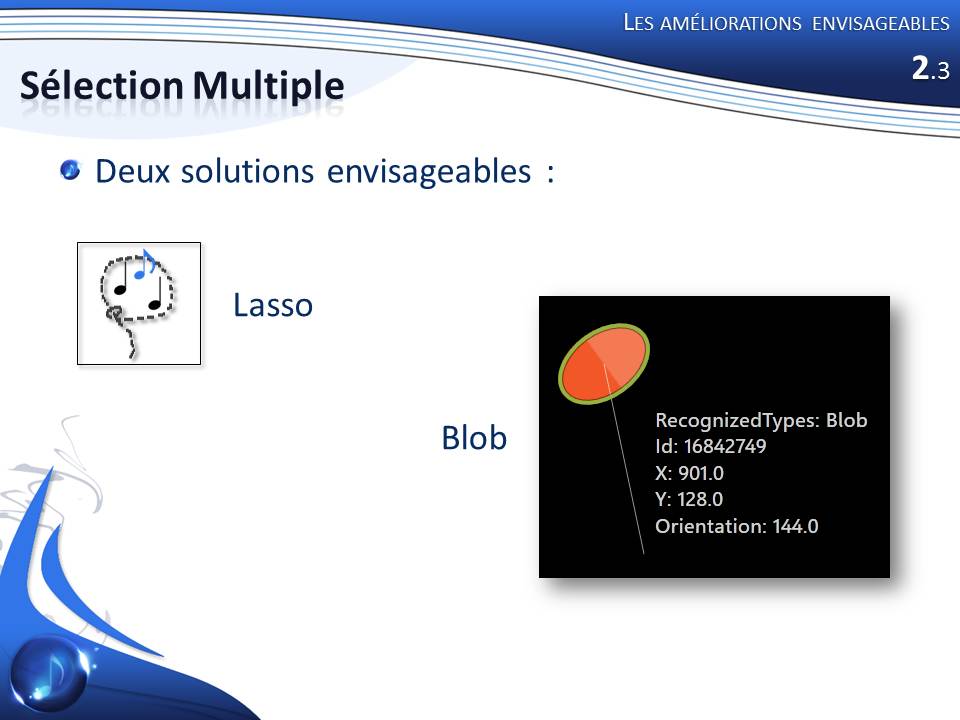 LES AMÉLIORATIONS ENVISAGEABLES
2.3
Sélection Multiple
Deux solutions envisageables :
Lasso
Blob
RecognizedTypes: Blob
Id: 16842749
X: 901.0
Y: 128.0
Orientation: 144.0